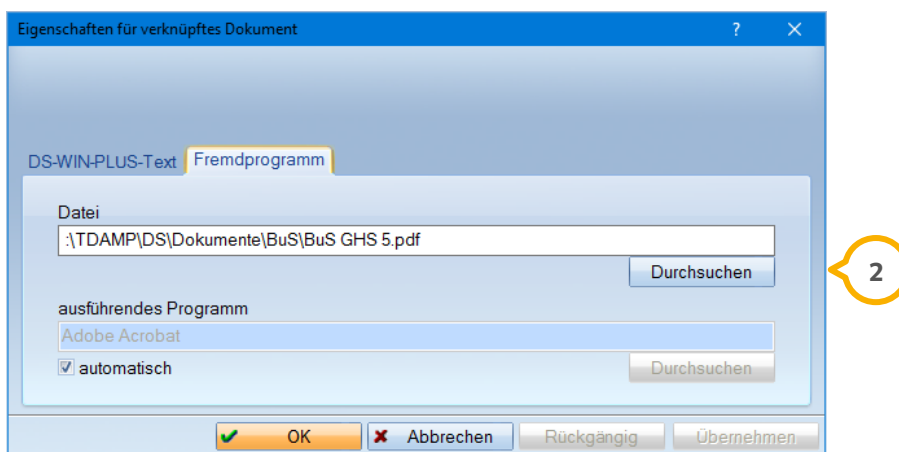 Eigenschaften für verknüpftes Dokument ?
DS-WIN-PLUS-Text Fremdprogramm
Datei
:\TDAMP\DS\Dokumente\BuS\BuS GHS 5.pdf
Durchsuchen
2
ausführendes Programm
Adobe Acrobat
automatisch Durchsuchen
OK Abbrechen Rückgängig Übernehmen